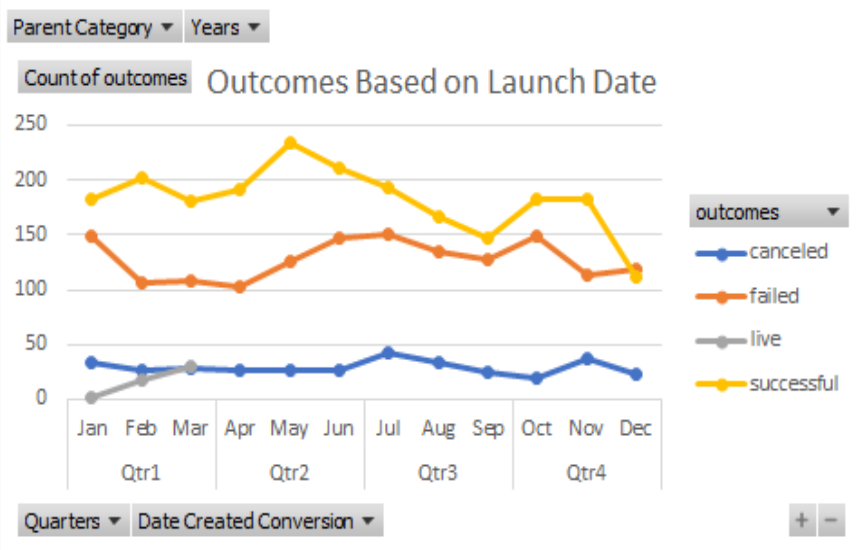 Parent Category Years
Count of outcomes Outcomes Based on Launch Date
250
200
150
100
50
0
Jan Feb Mar Apr May Jun Jul Aug Sep Oct Nov Dec
Qtr1 Qtr2 Qtr3 Qtr4
outcomes
canceled
failed
live
successful
Quarters Date Created Conversion + -